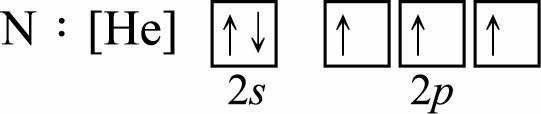 N : [He] ↑↓ ↑ ↑ ↑
2s 2p